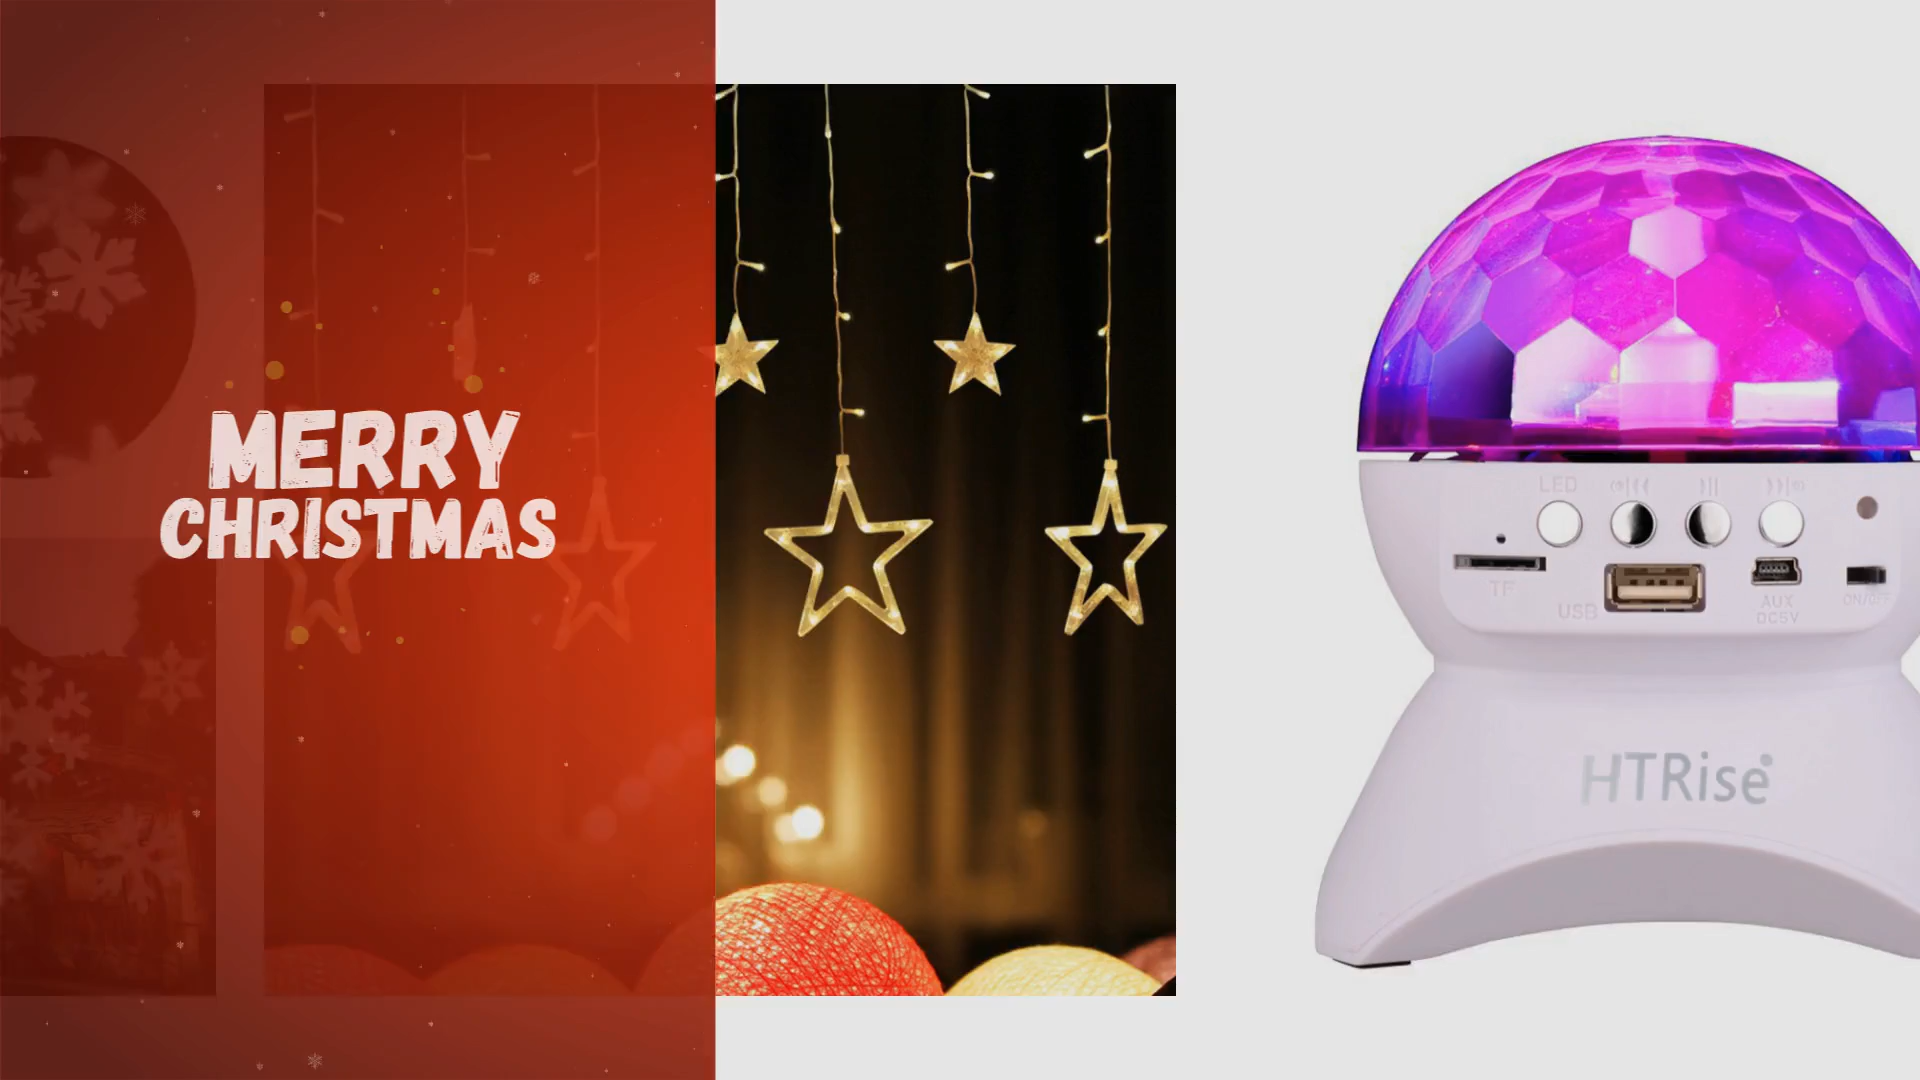 MERRY
CHRISTMAS
LED
TF
USB
AUX
DC5V
ON/OFF
HTRise